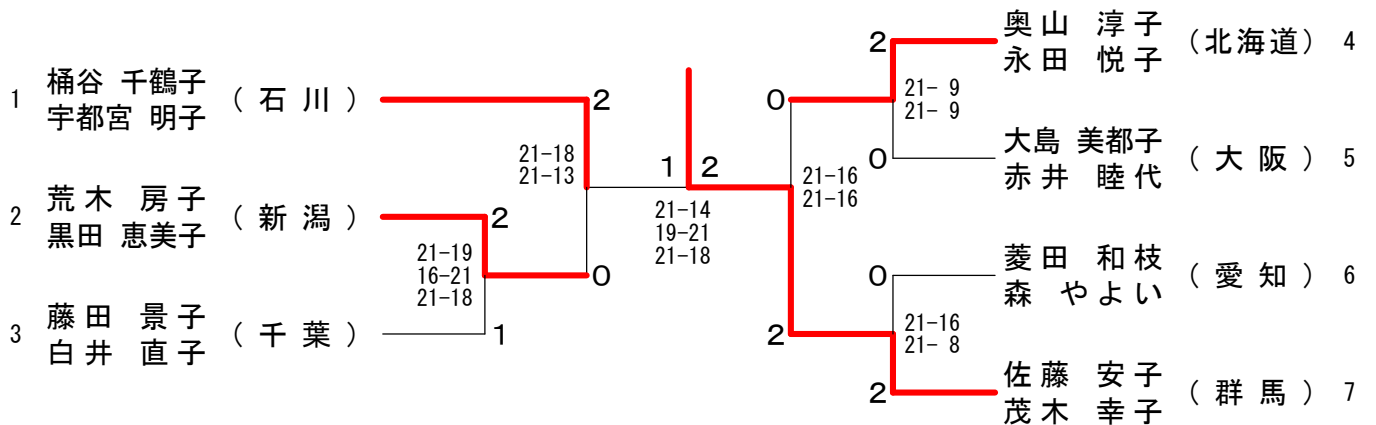 1 桶谷 千鶴子
宇都宮 明子
(石川)
2
21-18
21-13
2 荒木 房子
黒田 恵美子
(新潟)
2
21-19
16-21
21-18
0
3 藤田 景子
白井 直子
(千葉)
1
1 2
21-14
19-21
21-18
奥山 淳子
永田 悦子
(北海道) 4
2
0
21- 9
21- 9
大島 美都子
赤井 睦代
(大阪) 5
0
21-16
21-16
菱田 和枝
森 やよい
(愛知) 6
0
2
21-16
21- 8
佐藤 安子
茂木 幸子
(群馬) 7
2